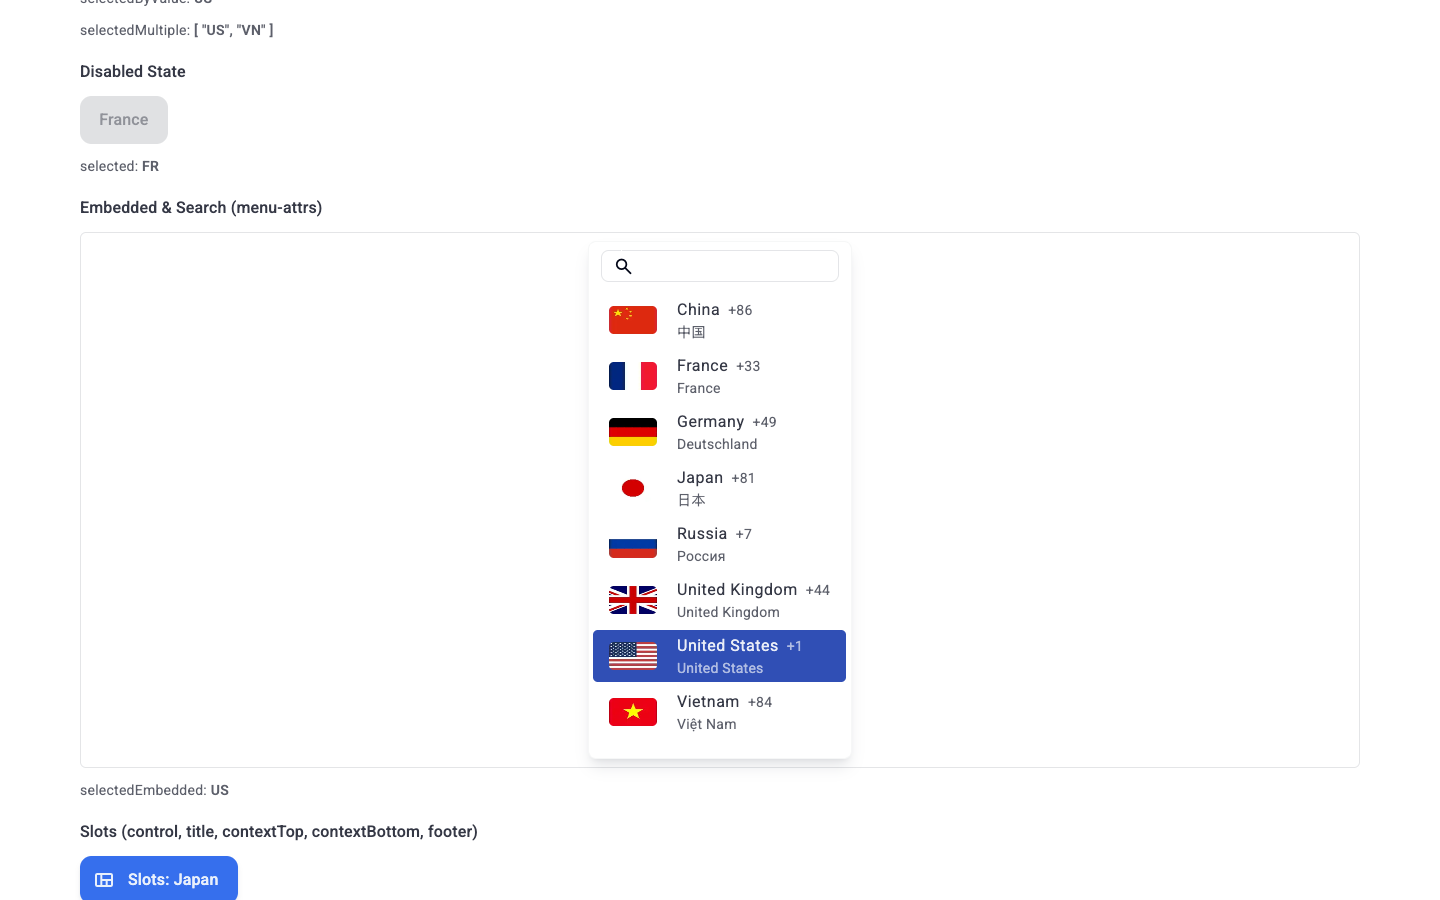 selectedByValue: US
selectedMultiple: [ "US", "VN" ]
Disabled State
France
selected: FR
Embedded & Search (menu-attrs)
China +86
中国
France +33
France
Germany +49
Deutschland
Japan +81
日本
Russia +7
Россия
United Kingdom +44
United Kingdom
United States +1
United States
Vietnam +84
Việt Nam
selectedEmbedded: US
Slots (control, title, contextTop, contextBottom, footer)
Slots: Japan